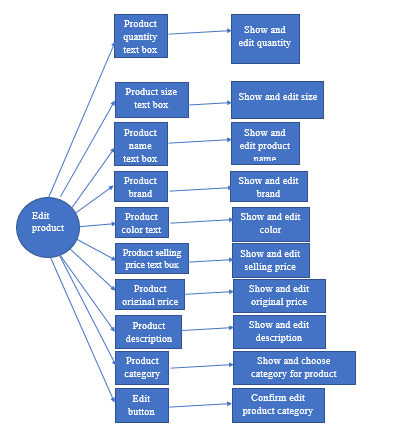 Product
quantity
text box
Show and
edit quantity
Product size
text box
Show and edit size
Product
name
text box
Show and
edit product
name
Product
brand
Show and edit
brand
Edit
product
Product
color text
Show and edit
color
Product selling
price text box
Show and edit
selling price
Product
original price
Show and edit
original price
Product
description
Show and edit
description
Product
category
Show and choose
category for product
Edit
button
Confirm edit
product category